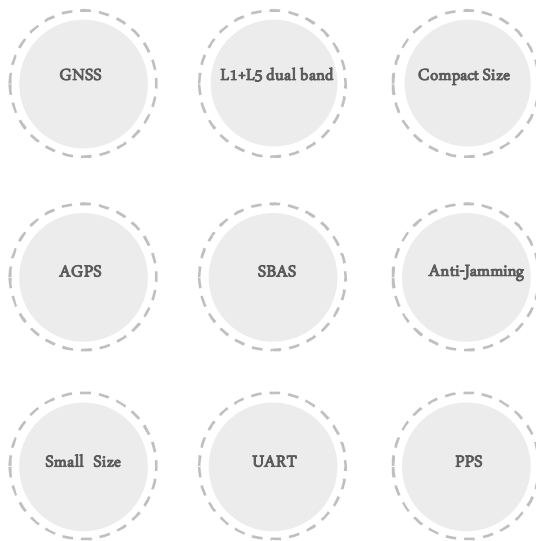 GNSS
L1+L5 dual band
Compact Size
AGPS
SBAS
Anti-Jamming
Small Size
UART
PPS